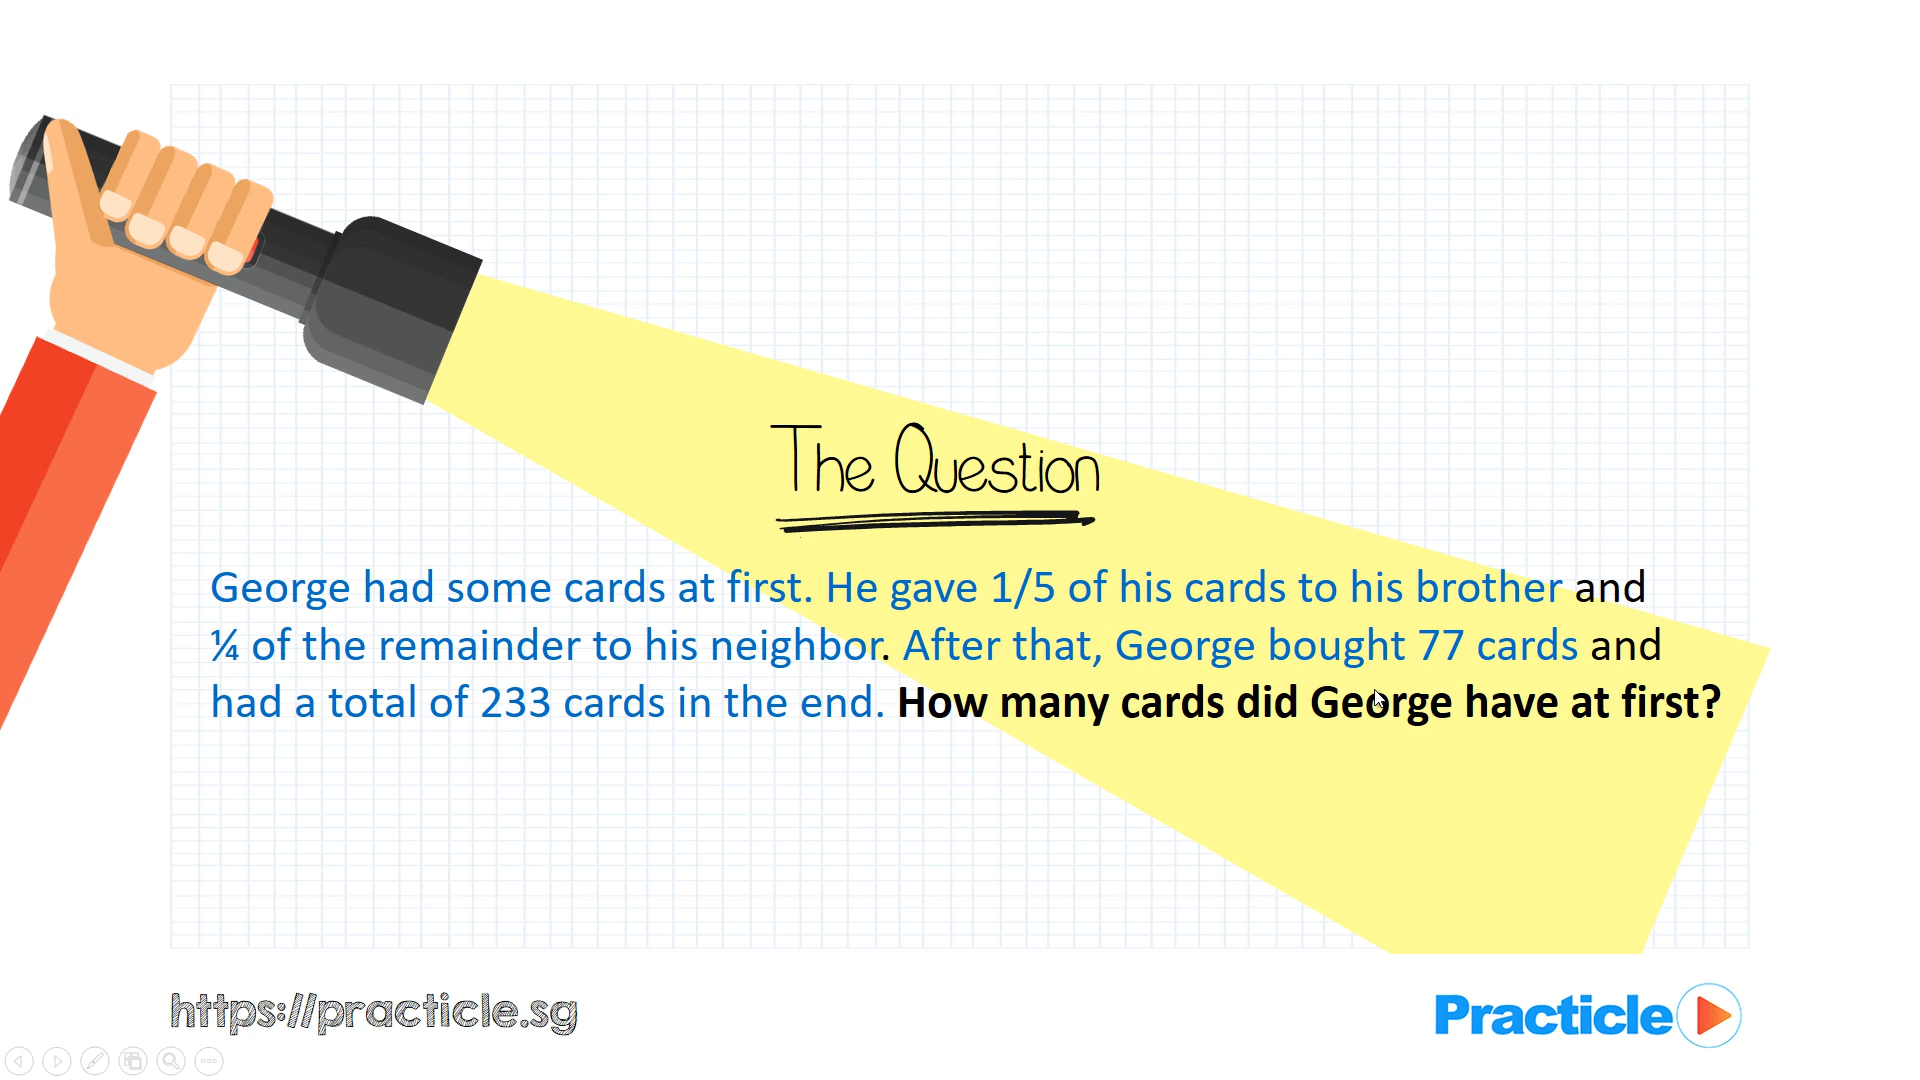 The Question
George had some cards at first. He gave 1/5 of his cards to his brother and
¼ of the remainder to his neighbor. After that, George bought 77 cards and
had a total of 233 cards in the end. How many cards did George have at first?
https://practicle.sg
Practicle